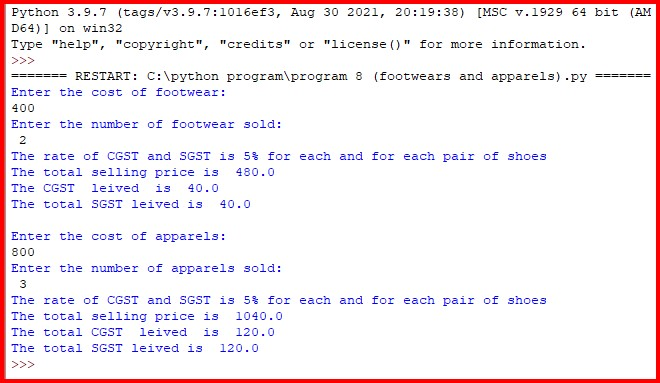 Python 3.9.7 (tags/v3.9.7:1016ef3, Aug 30 2021, 20:19:38) [MSC v.1929 64 bit (AM
D64)] on win32
Type "help", "copyright", "credits" or "license()" for more information.
>>>
======= RESTART: C:\python program\program 8 (footwears and apparels).py =======
Enter the cost of footwear:
400
Enter the number of footwear sold:
2
The rate of CGST and SGST is 5% for each and for each pair of shoes
The total selling price is  480.0
The CGST  leived  is  40.0
The total SGST leived is  40.0
Enter the cost of apparels:
800
Enter the number of apparels sold:
3
The rate of CGST and SGST is 5% for each and for each pair of shoes
The total selling price is  1040.0
The total CGST  leived  is  120.0
The total SGST leived is  120.0
>>>